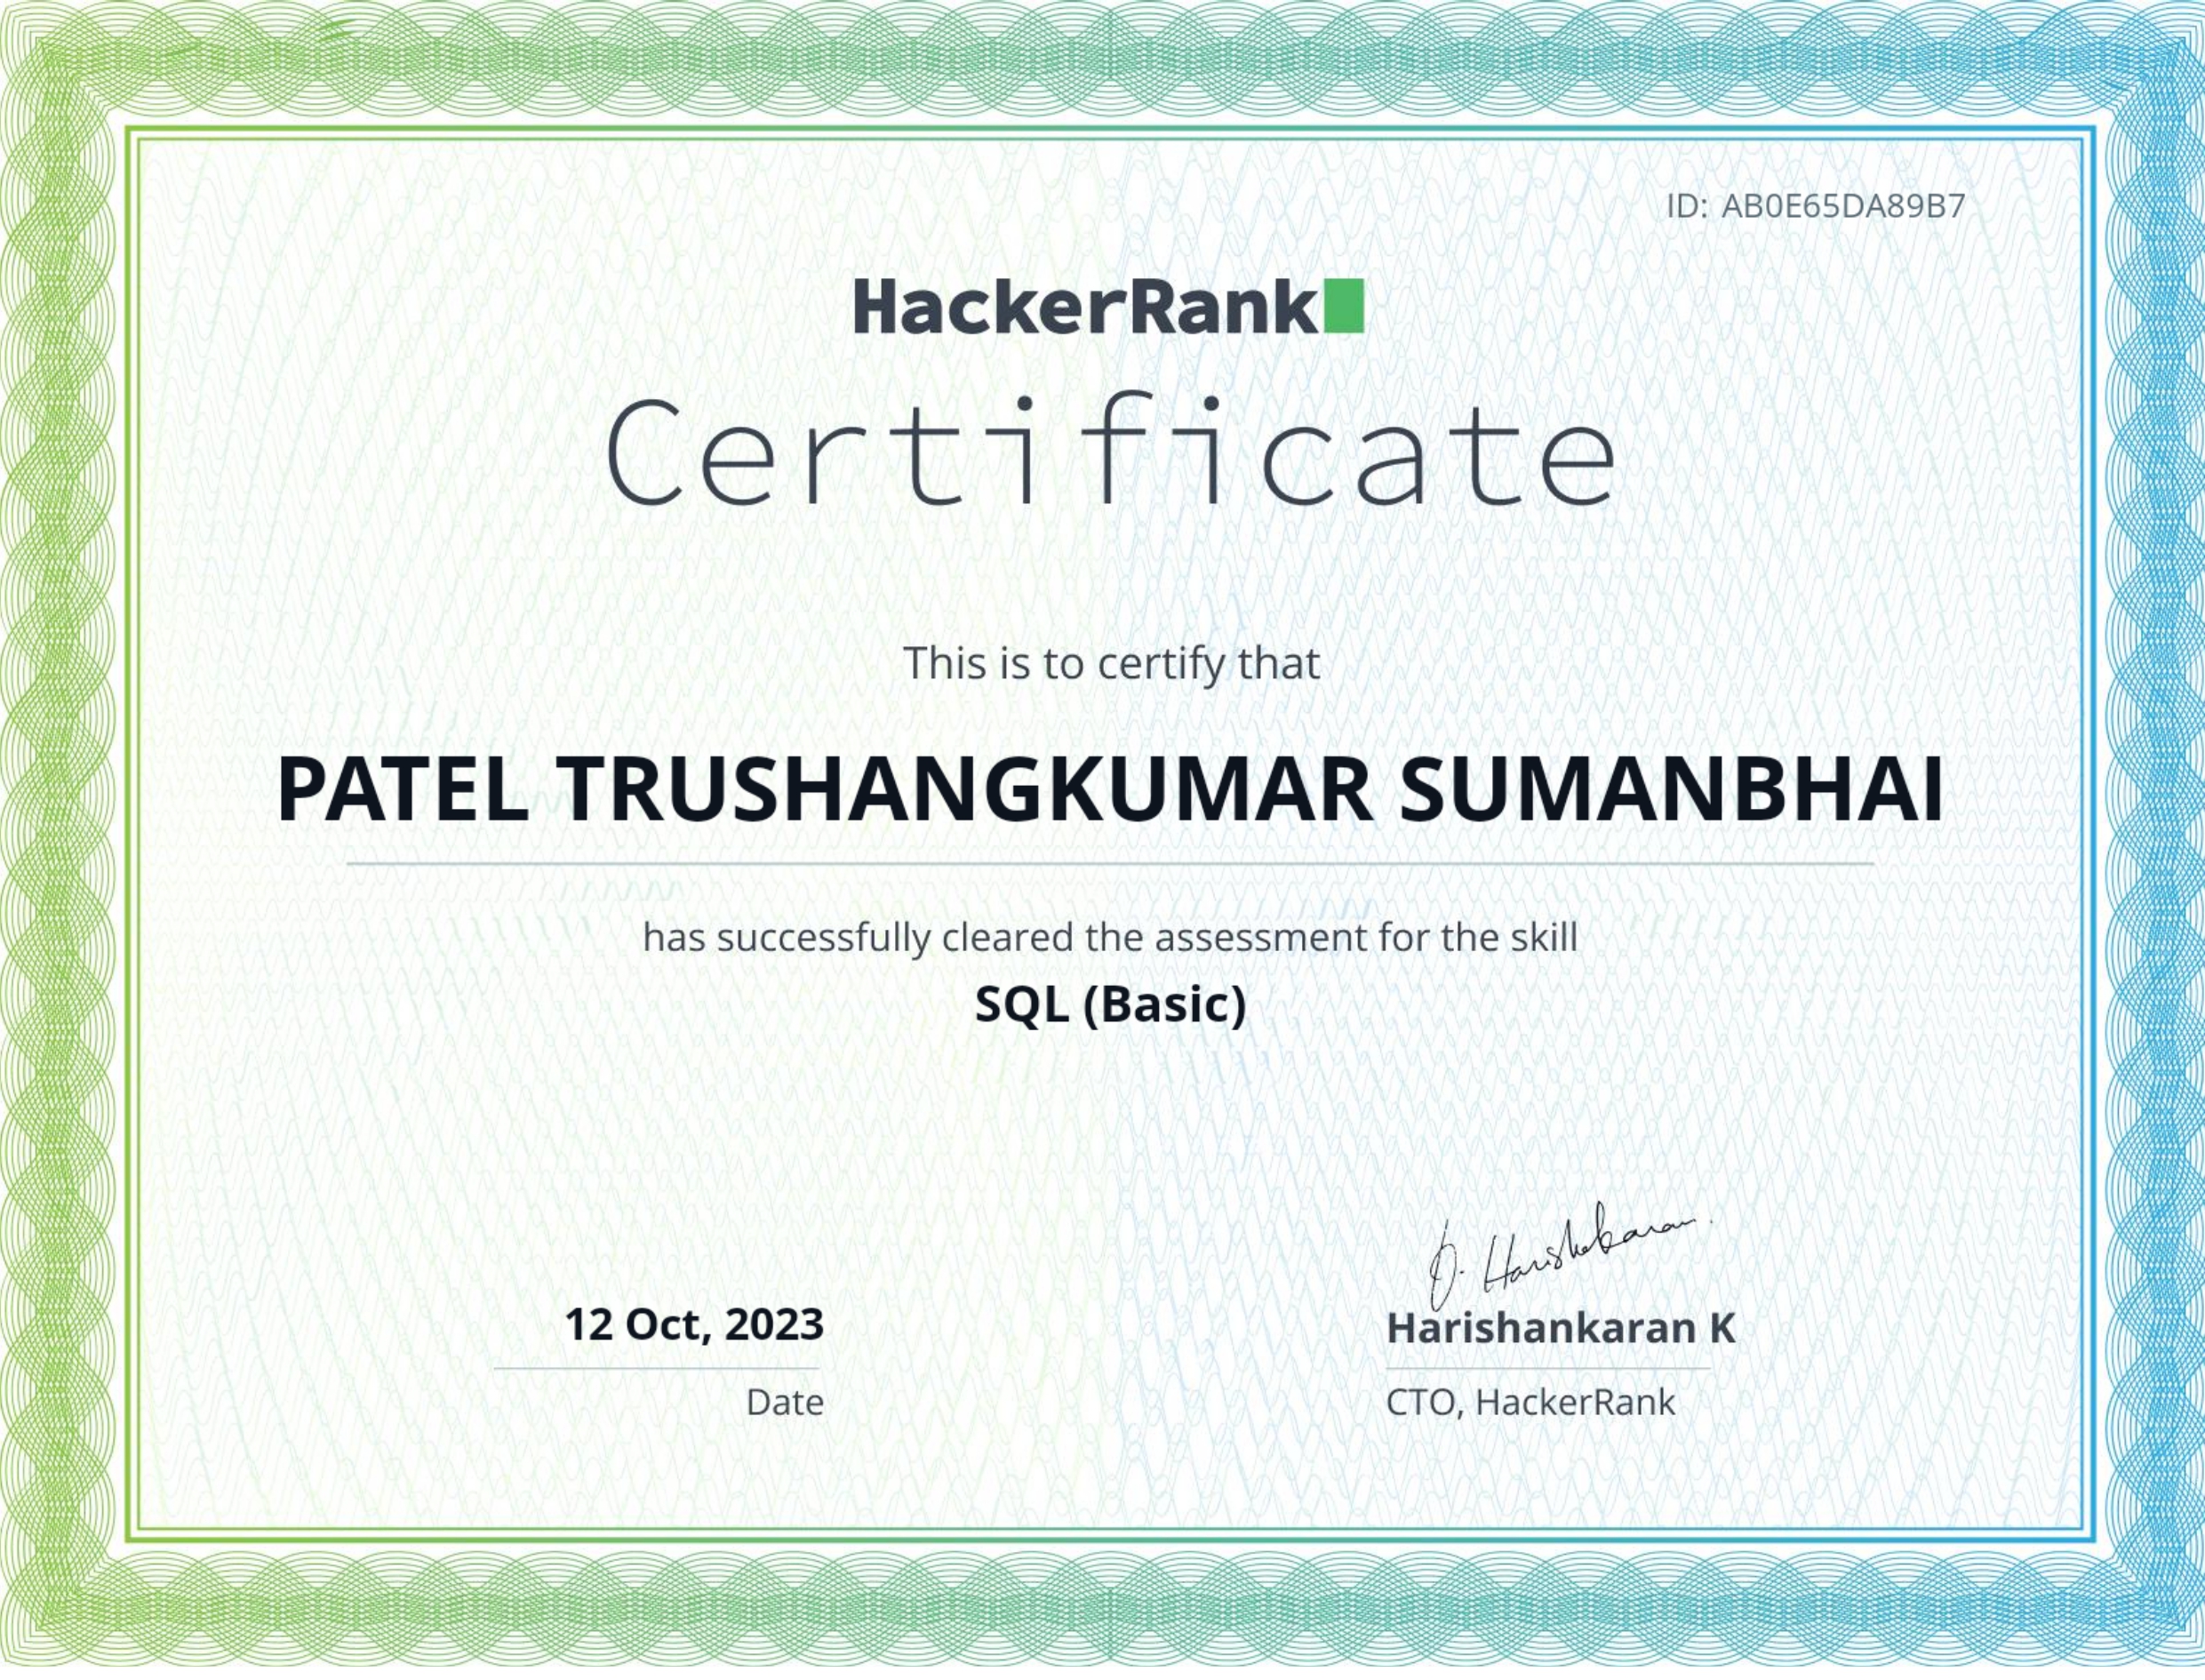 ID: AB0E65DA89B7
HackerRank
Certificate
This is to certify that
PATEL TRUSHANGKUMAR SUMANBHAI
has successfully cleared the assessment for the skill
SQL (Basic)
12 Oct, 2023
Date
Harishankaran K
CTO, HackerRank